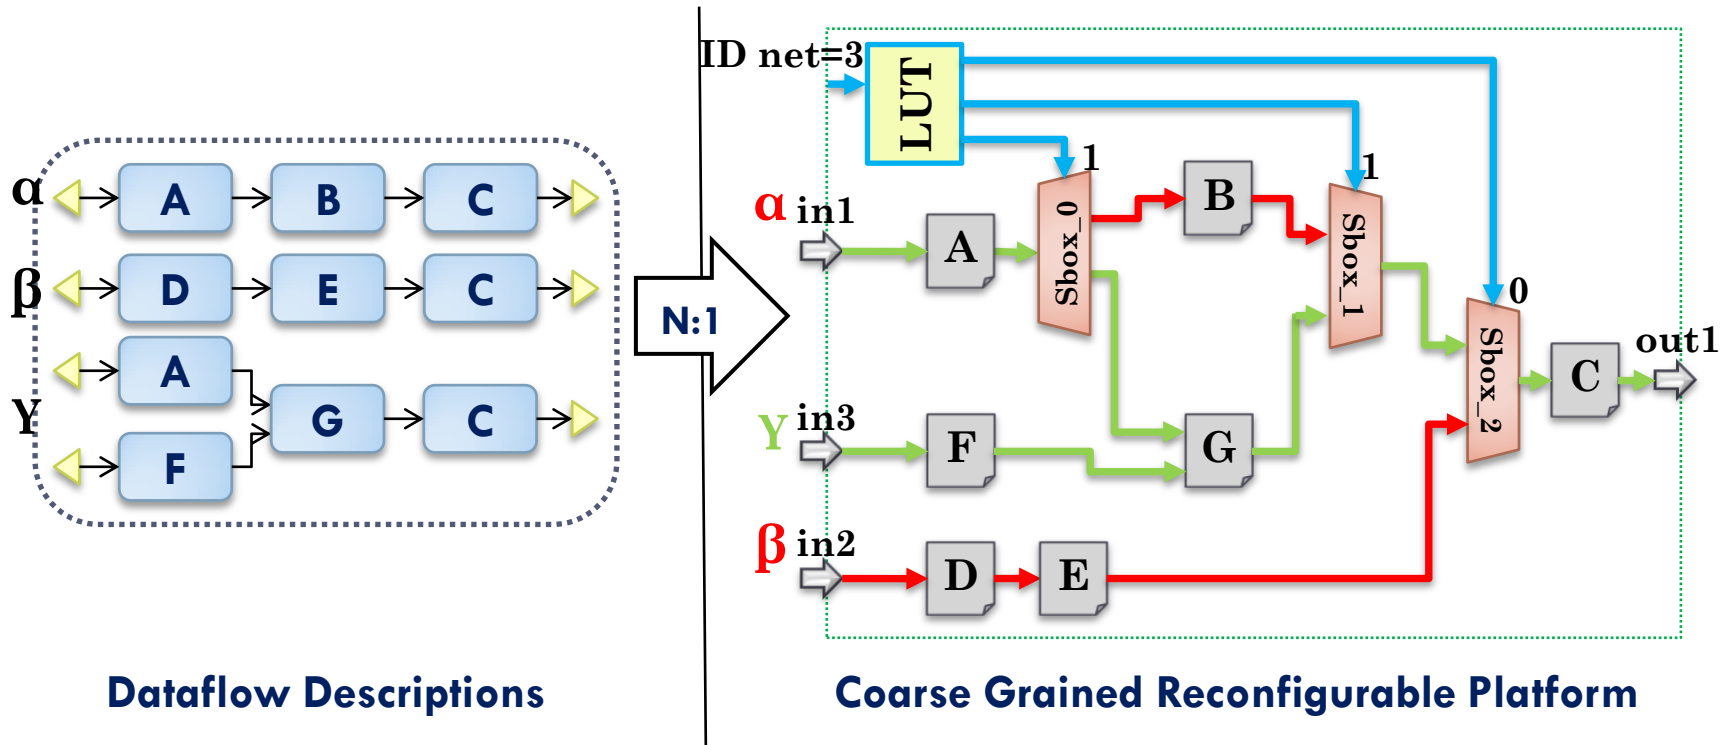 α
A
B
C
β
D
E
C
A
γ
G
C
F
Dataflow Descriptions
N:1
ID net=3
LUT
1
1
0
α in1
A
Sbox_0
B
Sbox_1
Sbox_2
C
out1
γ in3
F
G
β in2
D
E
Coarse Grained Reconfigurable Platform